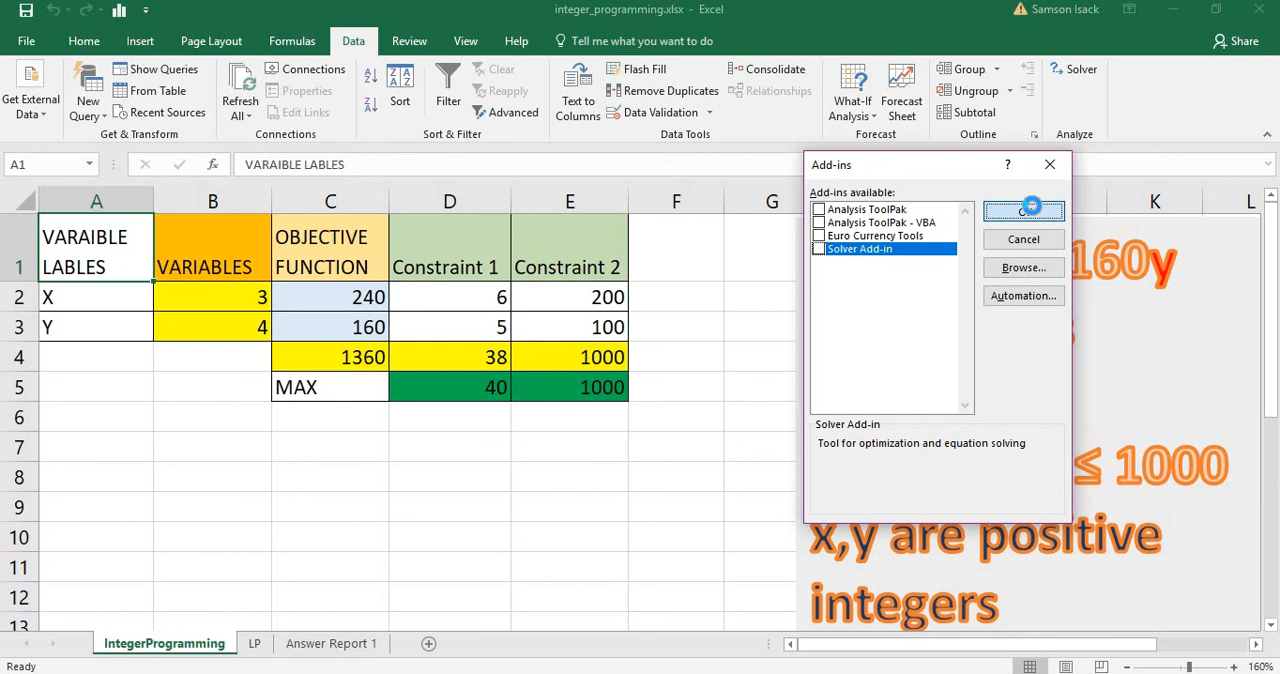 integer_programming.xlsx - Excel
Samson Isack
File Home Insert Page Layout Formulas Data Review View Help Tell me what you want to do Share
Get External Data
New Query
Show Queries
From Table
Recent Sources
Get & Transform
Refresh All
Connections
Properties
Edit Links
Connections
Sort
Filter
Clear
Reapply
Advanced
Sort & Filter
Text to Columns
Flash Fill
Remove Duplicates
Data Validation
Consolidate
Relationships
Data Tools
What-If Analysis
Forecast Sheet
Forecast
Group
Ungroup
Subtotal
Outline
Solver
Analyze
A1 fx VARAIBLE LABLES
A B C D E F G K L
1 VARAIBLE LABLES VARIABLES OBJECTIVE FUNCTION Constraint 1 Constraint 2
2 X 3 240 6 200
3 Y 4 160 5 100
4 1360 38 1000
5 MAX 40 1000
6
7
8
9
10
11
12
13
Add-ins ?
Add-ins available:
Analysis ToolPak
Analysis ToolPak - VBA
Euro Currency Tools
Solver Add-in
Cancel
Browse...
Automation...
Solver Add-in
Tool for optimization and equation solving
160y
≤ 1000
x,y are positive
integers
IntegerProgramming LP Answer Report 1
Ready 160%